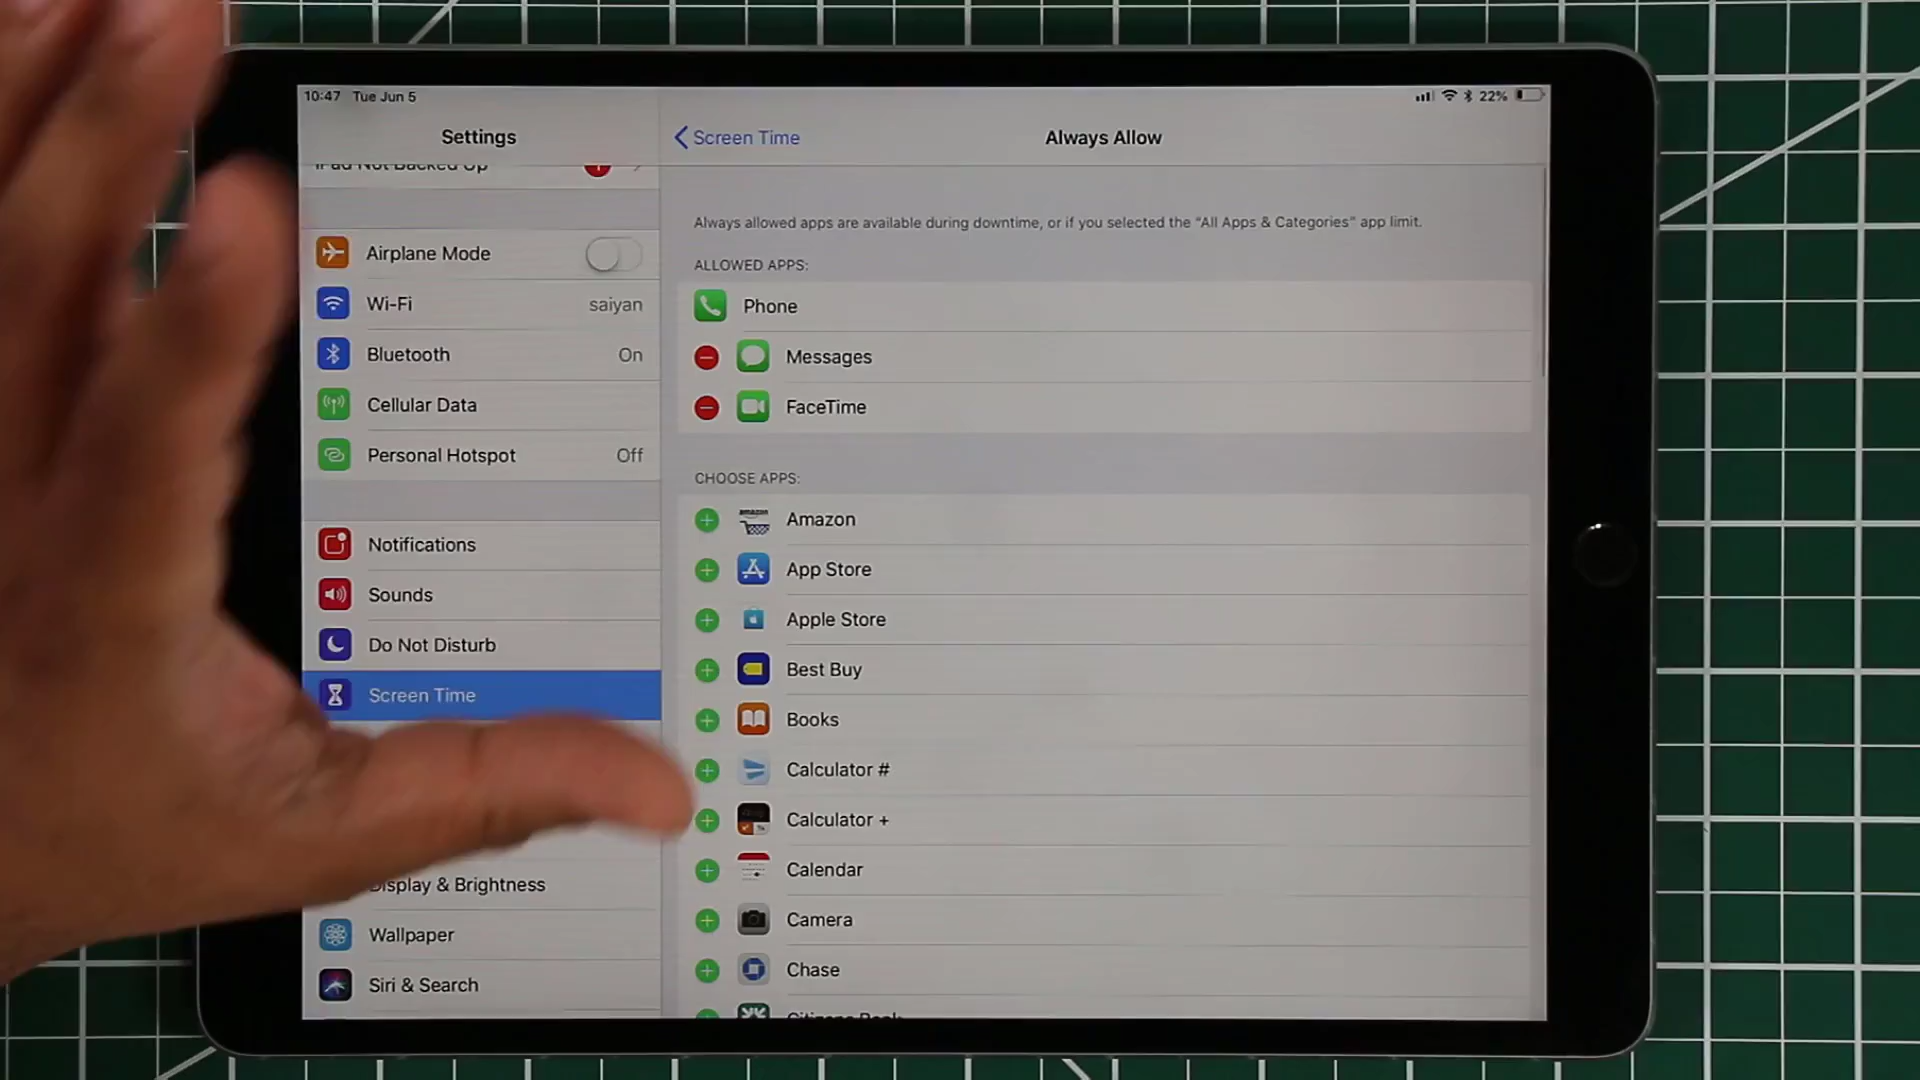 10:47 Tue Jun 5
22%
Settings
iPad Not Backed Up
Airplane Mode
Wi-Fi saiyan
Bluetooth On
Cellular Data
Personal Hotspot Off
Notifications
Sounds
Do Not Disturb
Screen Time
Display & Brightness
Wallpaper
Siri & Search
Screen Time
Always Allow
Always allowed apps are available during downtime, or if you selected the "All Apps & Categories" app limit.
ALLOWED APPS:
Phone
Messages
FaceTime
CHOOSE APPS:
amazon
Amazon
App Store
Apple Store
Best Buy
Books
Calculator #
Calculator +
Calendar
Camera
Chase
Citizens Bank